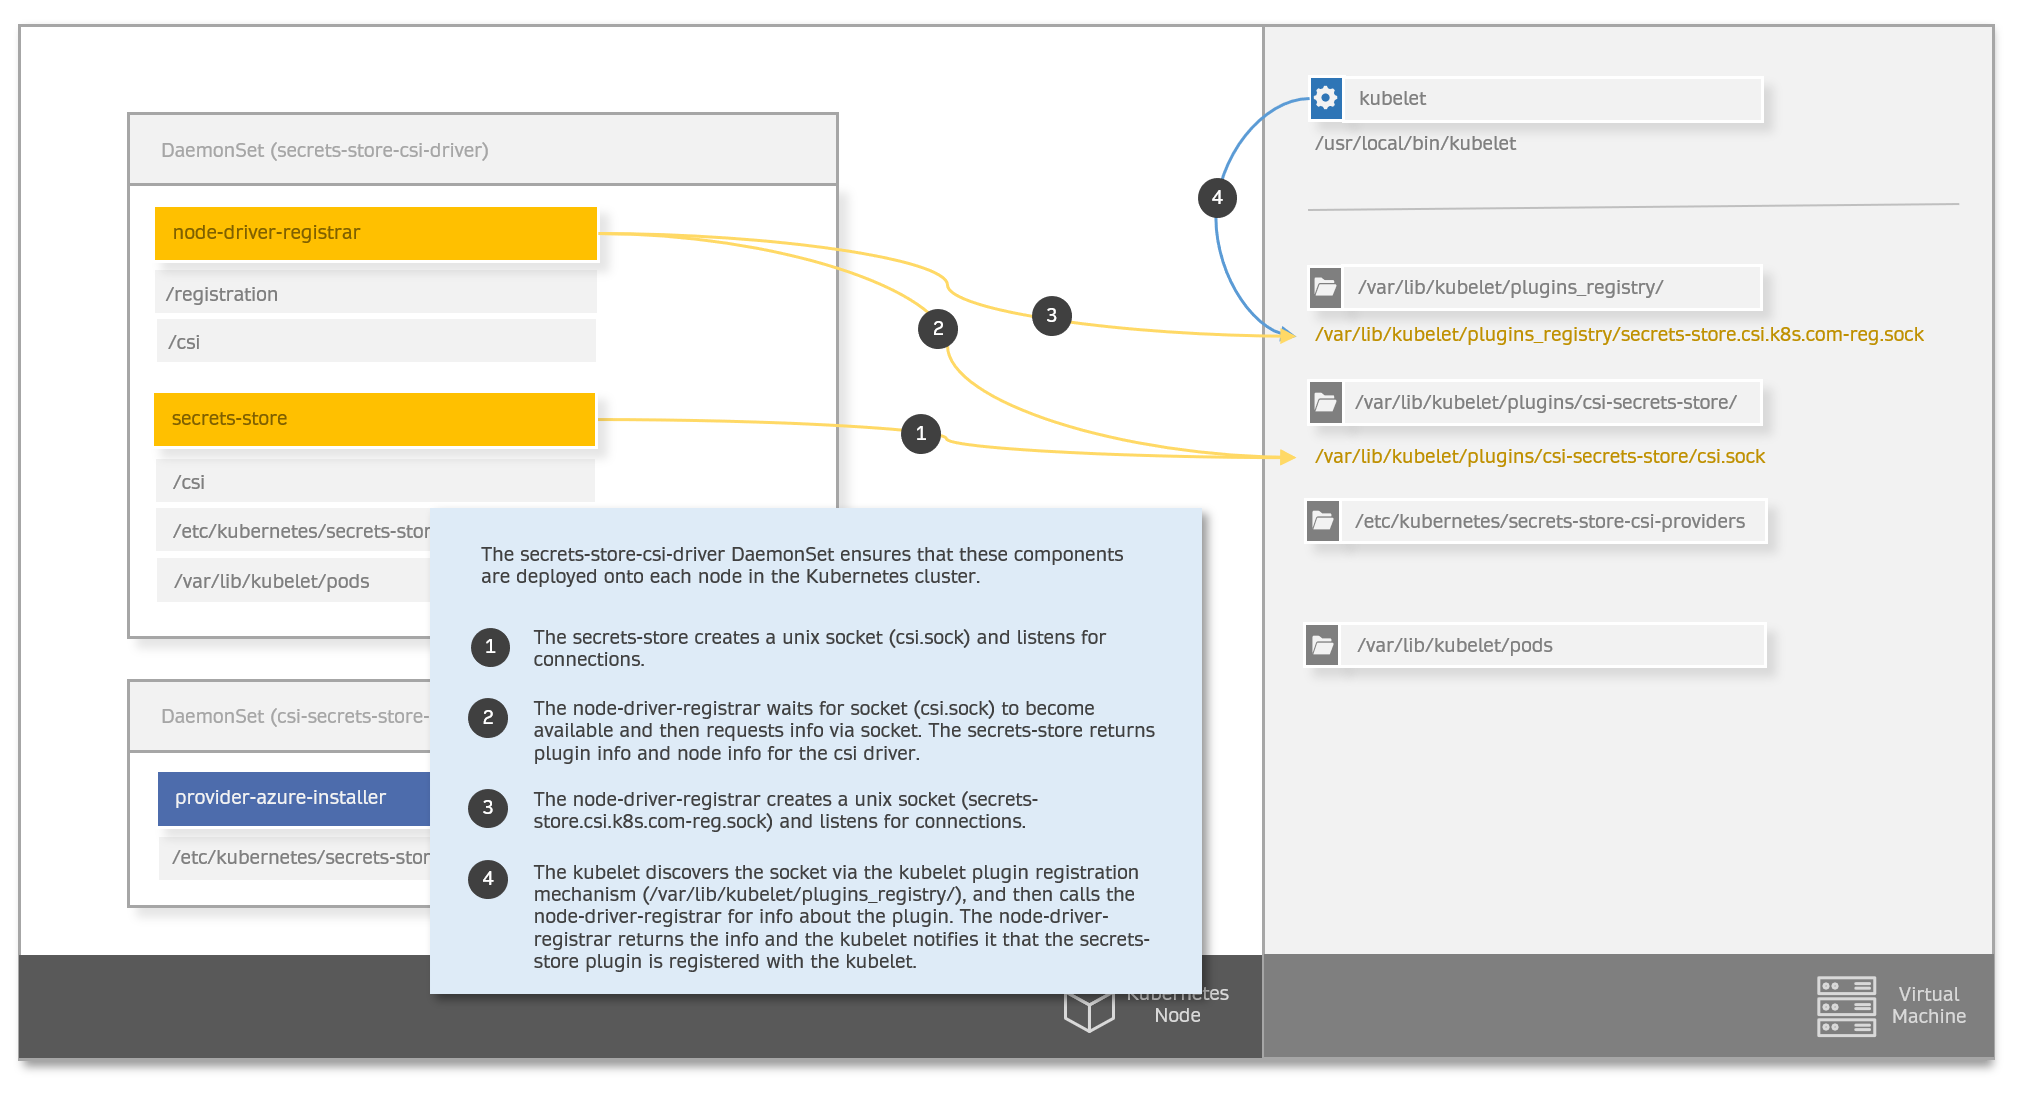 DaemonSet (secrets-store-csi-driver)
node-driver-registrar
/registration
/csi
secrets-store
/csi
/etc/kubernetes/secrets-stor
/var/lib/kubelet/pods
DaemonSet (csi-secrets-store-
provider-azure-installer
/etc/kubernetes/secrets-stor
1
2
3
4
The secrets-store-csi-driver DaemonSet ensures that these components
are deployed onto each node in the Kubernetes cluster.
1
The secrets-store creates a unix socket (csi.sock) and listens for
connections.
2
The node-driver-registrar waits for socket (csi.sock) to become
available and then requests info via socket. The secrets-store returns
plugin info and node info for the csi driver.
3
The node-driver-registrar creates a unix socket (secrets-
store.csi.k8s.com-reg.sock) and listens for connections.
4
The kubelet discovers the socket via the kubelet plugin registration
mechanism (/var/lib/kubelet/plugins_registry/), and then calls the
node-driver-registrar for info about the plugin. The node-driver-
registrar returns the info and the kubelet notifies it that the secrets-
store plugin is registered with the kubelet.
Kubernetes
Node
kubelet
/usr/local/bin/kubelet
/var/lib/kubelet/plugins_registry/
/var/lib/kubelet/plugins_registry/secrets-store.csi.k8s.com-reg.sock
/var/lib/kubelet/plugins/csi-secrets-store/
/var/lib/kubelet/plugins/csi-secrets-store/csi.sock
/etc/kubernetes/secrets-store-csi-providers
/var/lib/kubelet/pods
Virtual
Machine